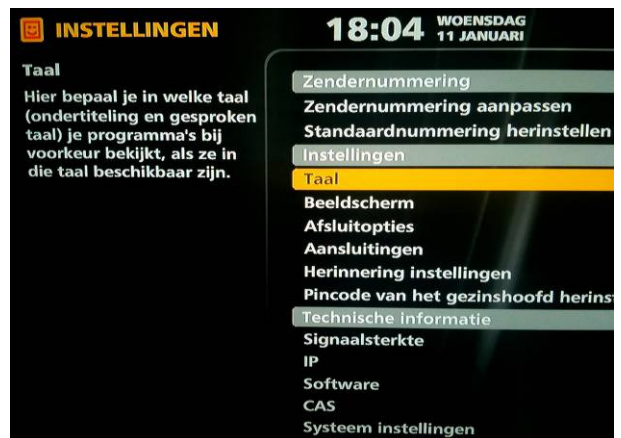 INSTELLINGEN
18:04 WOENSDAG
11 JANUARI
Taal
Hier bepaal je in welke taal
(ondertiteling en gesproken
taal) je programma's bij
voorkeur bekijkt, als ze in
die taal beschikbaar zijn.
Zendernummering
Zendernummering aanpassen
Standaardnummering herinstellen
Instellingen
Taal
Beeldscherm
Afsluitopties
Aansluitingen
Herinnering instellingen
Pincode van het gezinshoofd herins
Technische informatie
Signaalsterkte
IP
Software
CAS
Systeem instellingen